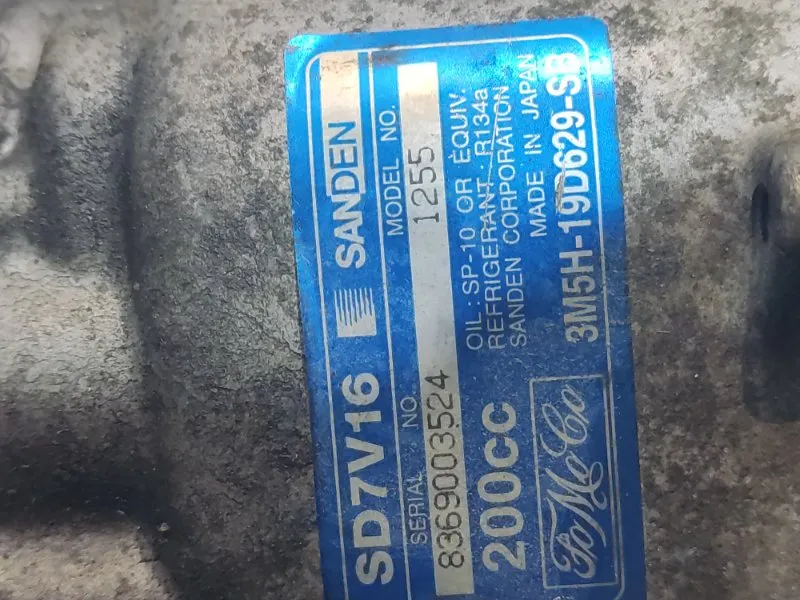 SD7V16 SANDEN
SERIAL NO. MODEL NO.
8369003524 1255
200CC
OIL : SP-10 OR EQUIV.
REFRIGERANT : R134a
SANDEN CORPORATION
MADE IN JAPAN
FoMoCo 3M5H-19D629-SB